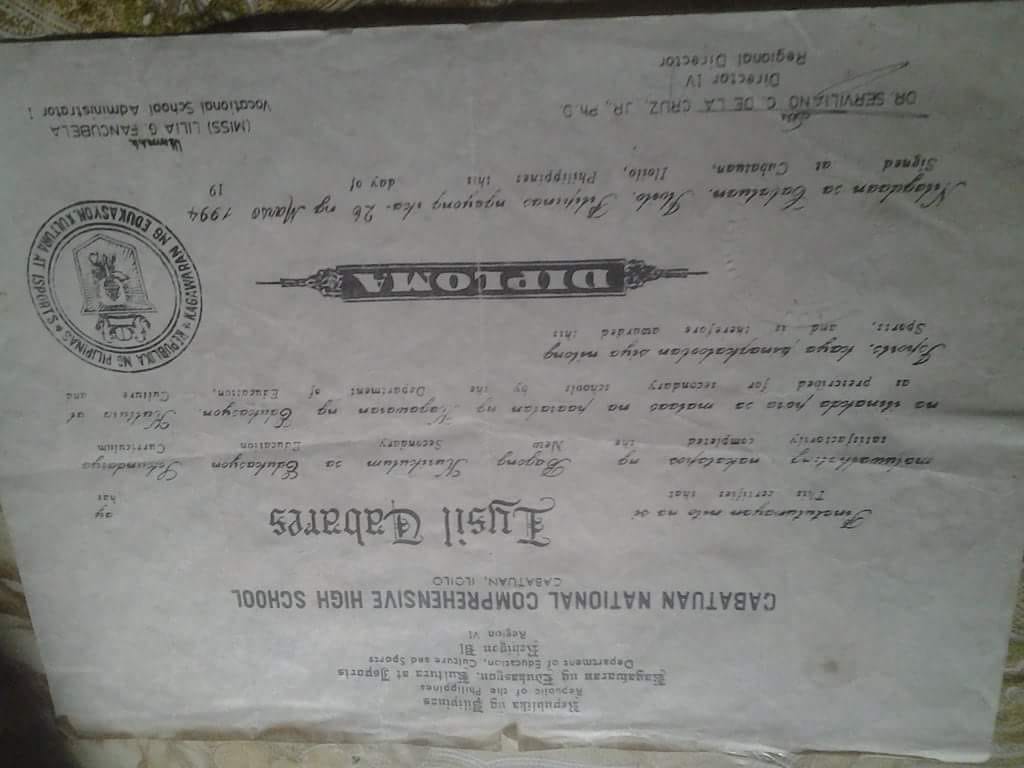 Republika ng Pilipinas
Republic of the Philippines
Kagawaran ng Edukasyon, Kultura at Isports
Department of Education, Culture and Sports
Rehiyon VI
Region VI
CABATUAN NATIONAL COMPREHENSIVE HIGH SCHOOL
CABATUAN, ILOILO
Pinatutunayan nito na si Lysil Cabares ay
This certifies that has
matuwalhating nakatapos ng Bagong Kurikulum sa Edukasyon Sekundarya
satisfactorily completed the New Secondary Education Curriculum
na itinakda para sa mataas na paaralan ng Kagawaran ng Edukasyon, Kultura at
as prescribed for secondary schools by the Department of Education, Culture and
Isports, kaya, pinagkalooban siya nitong
Sports, and is therefore awarded this
DIPLOMA
Nilagdaan sa Cabatuan, Iloilo, Pilipinas ngayong ika- 26 ng Marso 1994
Signed at Cabatuan, Iloilo, Philippines this day of 19
REPUBLIKA NG PILIPINAS * KAGAWARAN NG EDUKASYON, KULTURA AT ISPORTS *
DR. SERVILIANO C. DE LA CRUZ, JR., Ph.D.
Director IV
Regional Director
(MISS) LILIA G FANCUBELA
Vocational School Administrator I